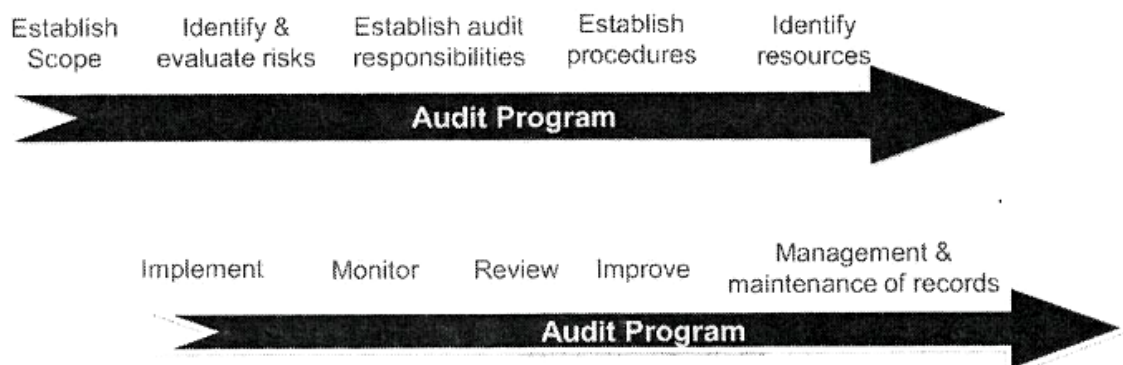 Establish Scope
Identify & evaluate risks
Establish audit responsibilities
Establish procedures
Identify resources
Audit Program
Implement
Monitor
Review
Improve
Management & maintenance of records
Audit Program